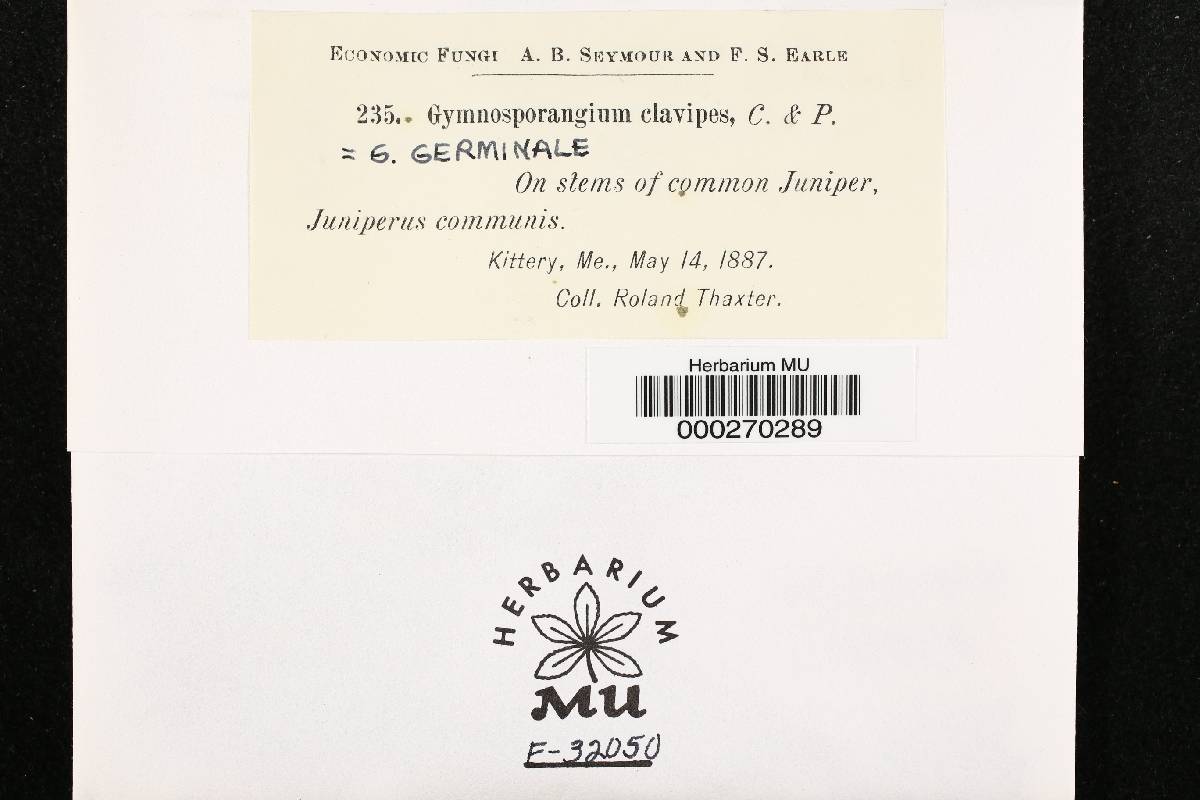 Economic Fungi A. B. Seymour and F. S. Earle
235. Gymnosporangium clavipes, C. & P.
= G. GERMINALE
On stems of common Juniper,
Juniperus communis.
Kittery, Me., May 14, 1887.
Coll. Roland Thaxter.
Herbarium MU
000270289
HERBARIUM
MU
F-32050